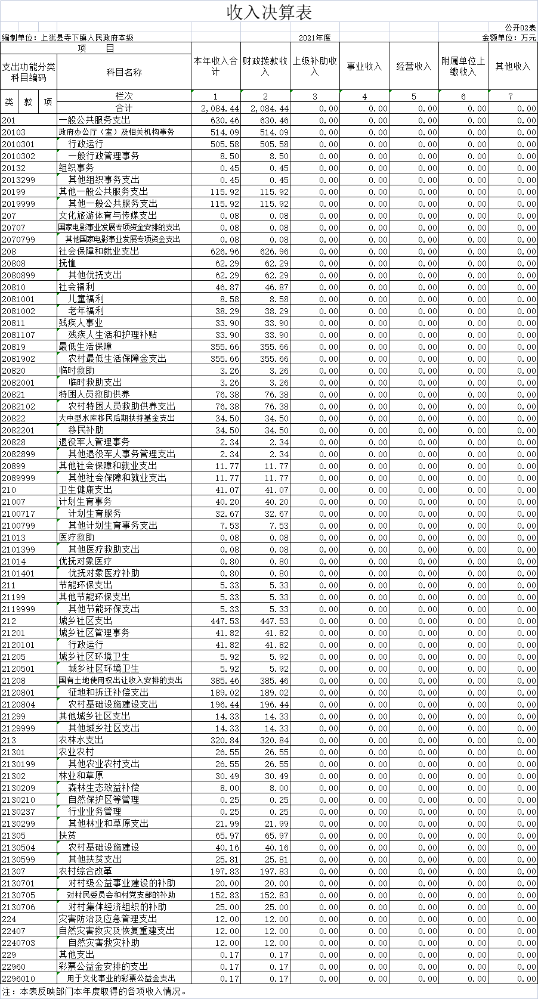 收入决算表
公开02表
编制单位：上犹县寺下镇人民政府本级 2021年度 金额单位：万元
项 目 本年收入合计 财政拨款收入 上级补助收入 事业收入 经营收入 附属单位上缴收入 其他收入
支出功能分类科目编码 科目名称
类 款 项 栏次 1 2 3 4 5 6 7
合计 2,084.44 2,084.44 0.00 0.00 0.00 0.00 0.00
201 一般公共服务支出 630.46 630.46 0.00 0.00 0.00 0.00 0.00
20103 政府办公厅（室）及相关机构事务 514.09 514.09 0.00 0.00 0.00 0.00 0.00
2010301 行政运行 505.58 505.58 0.00 0.00 0.00 0.00 0.00
2010302 一般行政管理事务 8.50 8.50 0.00 0.00 0.00 0.00 0.00
20132 组织事务 0.45 0.45 0.00 0.00 0.00 0.00 0.00
2013299 其他组织事务支出 0.45 0.45 0.00 0.00 0.00 0.00 0.00
20199 其他一般公共服务支出 115.92 115.92 0.00 0.00 0.00 0.00 0.00
2019999 其他一般公共服务支出 115.92 115.92 0.00 0.00 0.00 0.00 0.00
207 文化旅游体育与传媒支出 0.08 0.08 0.00 0.00 0.00 0.00 0.00
20707 国家电影事业发展专项资金安排的支出 0.08 0.08 0.00 0.00 0.00 0.00 0.00
2070799 其他国家电影事业发展专项资金支出 0.08 0.08 0.00 0.00 0.00 0.00 0.00
208 社会保障和就业支出 626.96 626.96 0.00 0.00 0.00 0.00 0.00
20808 抚恤 62.29 62.29 0.00 0.00 0.00 0.00 0.00
2080899 其他优抚支出 62.29 62.29 0.00 0.00 0.00 0.00 0.00
20810 社会福利 46.87 46.87 0.00 0.00 0.00 0.00 0.00
2081001 儿童福利 8.58 8.58 0.00 0.00 0.00 0.00 0.00
2081002 老年福利 38.29 38.29 0.00 0.00 0.00 0.00 0.00
20811 残疾人事业 33.90 33.90 0.00 0.00 0.00 0.00 0.00
2081107 残疾人生活和护理补贴 33.90 33.90 0.00 0.00 0.00 0.00 0.00
20819 最低生活保障 355.66 355.66 0.00 0.00 0.00 0.00 0.00
2081902 农村最低生活保障金支出 355.66 355.66 0.00 0.00 0.00 0.00 0.00
20820 临时救助 3.26 3.26 0.00 0.00 0.00 0.00 0.00
2082001 临时救助支出 3.26 3.26 0.00 0.00 0.00 0.00 0.00
20821 特困人员救助供养 76.38 76.38 0.00 0.00 0.00 0.00 0.00
2082102 农村特困人员救助供养支出 76.38 76.38 0.00 0.00 0.00 0.00 0.00
20822 大中型水库移民后期扶持基金支出 34.50 34.50 0.00 0.00 0.00 0.00 0.00
2082201 移民补助 34.50 34.50 0.00 0.00 0.00 0.00 0.00
20828 退役军人管理事务 2.34 2.34 0.00 0.00 0.00 0.00 0.00
2082899 其他退役军人事务管理支出 2.34 2.34 0.00 0.00 0.00 0.00 0.00
20899 其他社会保障和就业支出 11.77 11.77 0.00 0.00 0.00 0.00 0.00
2089999 其他社会保障和就业支出 11.77 11.77 0.00 0.00 0.00 0.00 0.00
210 卫生健康支出 41.07 41.07 0.00 0.00 0.00 0.00 0.00
21007 计划生育事务 40.20 40.20 0.00 0.00 0.00 0.00 0.00
2100717 计划生育服务 32.67 32.67 0.00 0.00 0.00 0.00 0.00
2100799 其他计划生育事务支出 7.53 7.53 0.00 0.00 0.00 0.00 0.00
21013 医疗救助 0.08 0.08 0.00 0.00 0.00 0.00 0.00
2101399 其他医疗救助支出 0.08 0.08 0.00 0.00 0.00 0.00 0.00
21014 优抚对象医疗 0.80 0.80 0.00 0.00 0.00 0.00 0.00
2101401 优抚对象医疗补助 0.80 0.80 0.00 0.00 0.00 0.00 0.00
211 节能环保支出 5.33 5.33 0.00 0.00 0.00 0.00 0.00
21199 其他节能环保支出 5.33 5.33 0.00 0.00 0.00 0.00 0.00
2119999 其他节能环保支出 5.33 5.33 0.00 0.00 0.00 0.00 0.00
212 城乡社区支出 447.53 447.53 0.00 0.00 0.00 0.00 0.00
21201 城乡社区管理事务 41.82 41.82 0.00 0.00 0.00 0.00 0.00
2120101 行政运行 41.82 41.82 0.00 0.00 0.00 0.00 0.00
21205 城乡社区环境卫生 5.92 5.92 0.00 0.00 0.00 0.00 0.00
2120501 城乡社区环境卫生 5.92 5.92 0.00 0.00 0.00 0.00 0.00
21208 国有土地使用权出让收入安排的支出 385.46 385.46 0.00 0.00 0.00 0.00 0.00
2120801 征地和拆迁补偿支出 189.02 189.02 0.00 0.00 0.00 0.00 0.00
2120804 农村基础设施建设支出 196.44 196.44 0.00 0.00 0.00 0.00 0.00
21299 其他城乡社区支出 14.33 14.33 0.00 0.00 0.00 0.00 0.00
2129999 其他城乡社区支出 14.33 14.33 0.00 0.00 0.00 0.00 0.00
213 农林水支出 320.84 320.84 0.00 0.00 0.00 0.00 0.00
21301 农业农村 26.55 26.55 0.00 0.00 0.00 0.00 0.00
2130199 其他农业农村支出 26.55 26.55 0.00 0.00 0.00 0.00 0.00
21302 林业和草原 30.49 30.49 0.00 0.00 0.00 0.00 0.00
2130209 森林生态效益补偿 8.00 8.00 0.00 0.00 0.00 0.00 0.00
2130210 自然保护区等管理 0.25 0.25 0.00 0.00 0.00 0.00 0.00
2130237 行业业务管理 0.25 0.25 0.00 0.00 0.00 0.00 0.00
2130299 其他林业和草原支出 21.99 21.99 0.00 0.00 0.00 0.00 0.00
21305 扶贫 65.97 65.97 0.00 0.00 0.00 0.00 0.00
2130504 农村基础设施建设 40.16 40.16 0.00 0.00 0.00 0.00 0.00
2130599 其他扶贫支出 25.81 25.81 0.00 0.00 0.00 0.00 0.00
21307 农村综合改革 197.83 197.83 0.00 0.00 0.00 0.00 0.00
2130701 对村级公益事业建设的补助 20.00 20.00 0.00 0.00 0.00 0.00 0.00
2130705 对村民委员会和村党支部的补助 152.83 152.83 0.00 0.00 0.00 0.00 0.00
2130706 对村集体经济组织的补助 25.00 25.00 0.00 0.00 0.00 0.00 0.00
224 灾害防治及应急管理支出 12.00 12.00 0.00 0.00 0.00 0.00 0.00
22407 自然灾害救灾及恢复重建支出 12.00 12.00 0.00 0.00 0.00 0.00 0.00
2240703 自然灾害救灾补助 12.00 12.00 0.00 0.00 0.00 0.00 0.00
229 其他支出 0.17 0.17 0.00 0.00 0.00 0.00 0.00
22960 彩票公益金安排的支出 0.17 0.17 0.00 0.00 0.00 0.00 0.00
2296010 用于文化事业的彩票公益金支出 0.17 0.17 0.00 0.00 0.00 0.00 0.00
注：本表反映部门本年度取得的各项收入情况。